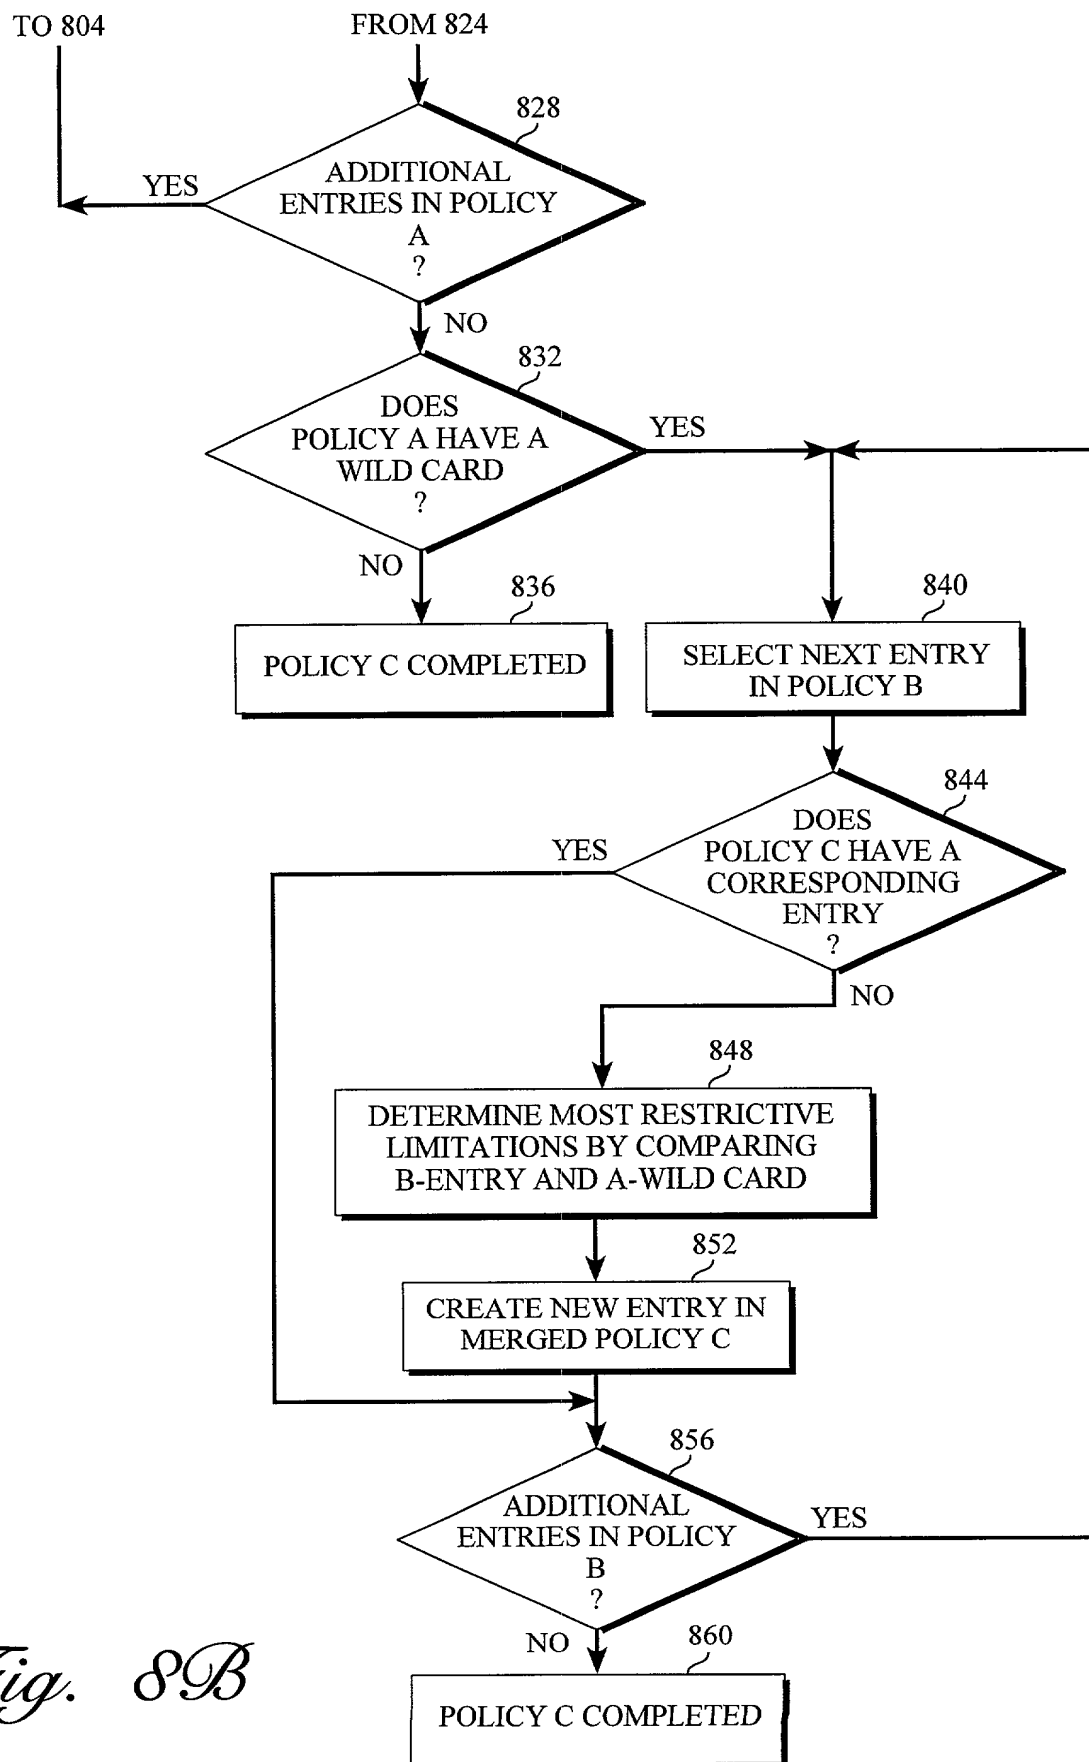 TO 804
FROM 824
828
ADDITIONAL
ENTRIES IN POLICY
A
?
YES
NO
832
DOES
POLICY A HAVE A
WILD CARD
?
YES
NO
836
POLICY C COMPLETED
840
SELECT NEXT ENTRY
IN POLICY B
844
DOES
POLICY C HAVE A
CORRESPONDING
ENTRY
?
YES
NO
848
DETERMINE MOST RESTRICTIVE
LIMITATIONS BY COMPARING
B-ENTRY AND A-WILD CARD
852
CREATE NEW ENTRY IN
MERGED POLICY C
856
ADDITIONAL
ENTRIES IN POLICY
B
?
YES
NO
860
POLICY C COMPLETED
Fig. 8B